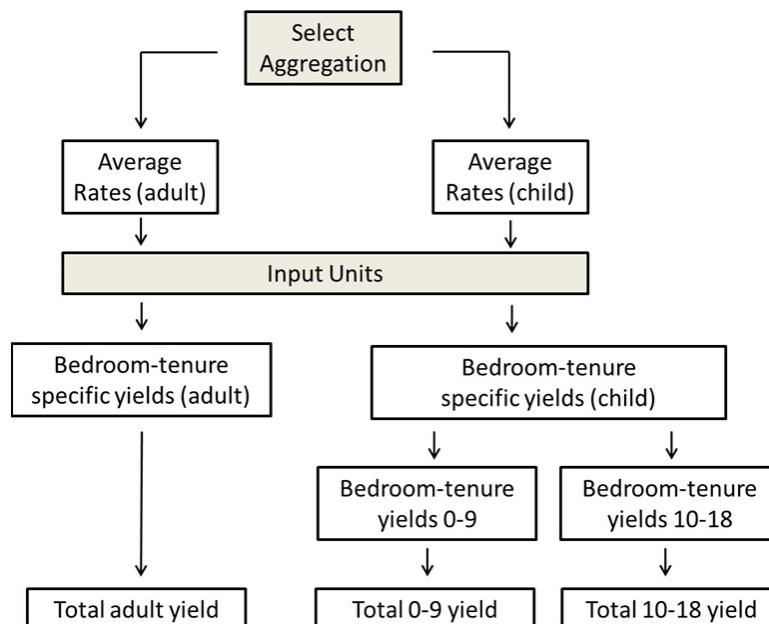 Select
Aggregation
Average
Rates (adult)
Average
Rates (child)
Input Units
Bedroom-tenure
specific yields (adult)
Bedroom-tenure
specific yields (child)
Bedroom-tenure
yields 0-9
Bedroom-tenure
yields 10-18
Total adult yield
Total 0-9 yield
Total 10-18 yield